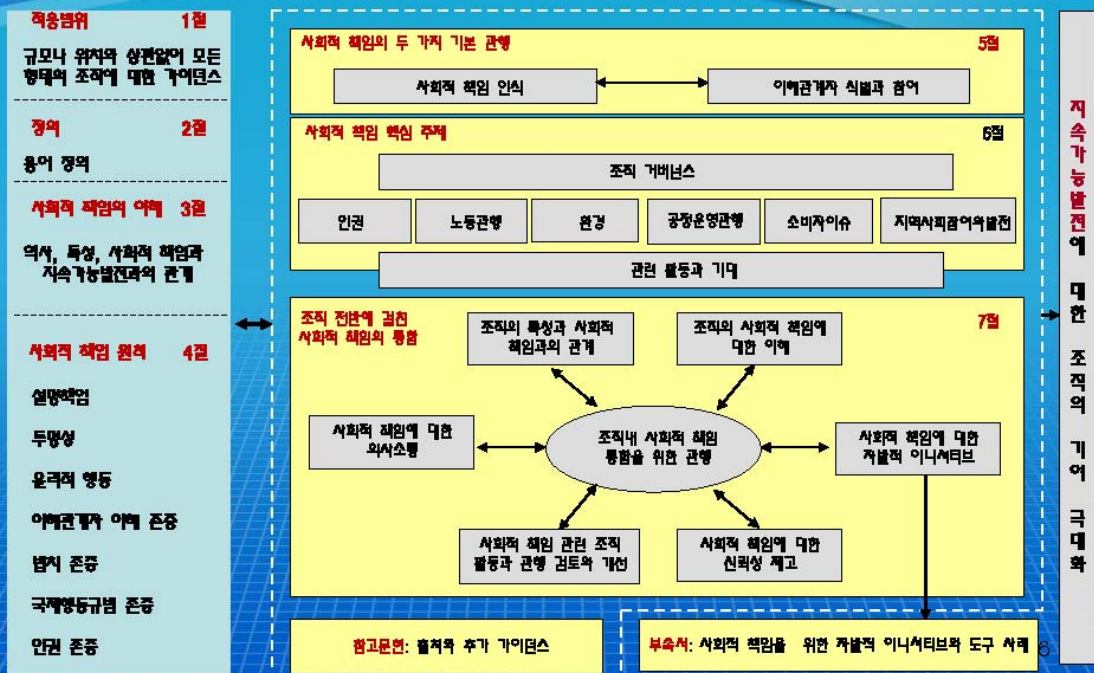 적용범위 1절
규모나 위치와 상관없어 모든
형태의 조직에 대한 가이던스
정의 2절
용어 정의
사회적 책임의 이해 3절
역사, 특성, 사회적 책임과
지속가능발전과의 관계
사회적 책임 원칙 4절
설명책임
투명성
윤리적 행동
이해관계자 이해 존중
법치 존중
국제행동규범 존중
인권 존중
사회적 책임의 두 가지 기본 관행 5절
사회적 책임 인식
이해관계자 식별과 참여
사회적 책임 핵심 주제 6절
조직 거버넌스
인권
노동관행
환경
공정운영관행
소비자이슈
지역사회참여와발전
관련 활동과 기대
조직 전반에 걸친
사회적 책임의 통합
7절
조직의 특성과 사회적
책임과의 관계
조직의 사회적 책임에
대한 이해
사회적 책임에 대한
의사소통
조직내 사회적 책임
통합을 위한 관행
사회적 책임에 대한
자발적 이니셔티브
사회적 책임 관련 조직
활동과 관행 검토와 개선
사회적 책임에 대한
신뢰성 제고
참고문헌: 출처와 추가 가이던스
부속서: 사회적 책임을 위한 자발적 이니셔티브와 도구 사례
6
지속가능발전에 대한 조직의 기여 극대화